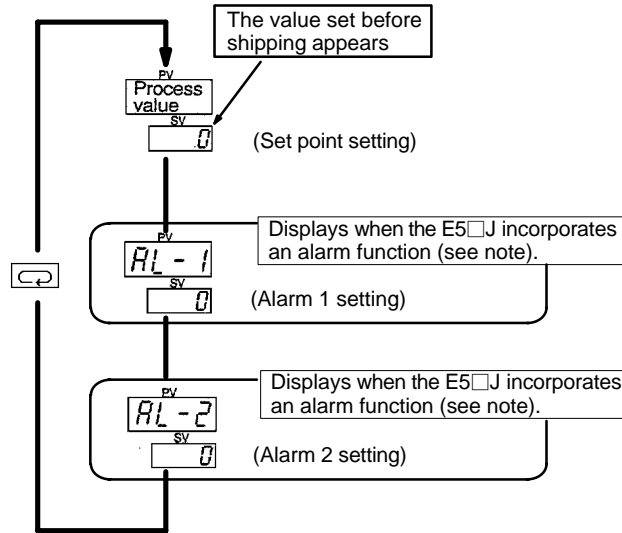 The value set before
shipping appears
PV
Process
value
SV
0
(Set point setting)
Displays when the E5□J incorporates
an alarm function (see note).
PV
AL-1
SV
0
(Alarm 1 setting)
Displays when the E5□J incorporates
an alarm function (see note).
PV
AL-2
SV
0
(Alarm 2 setting)